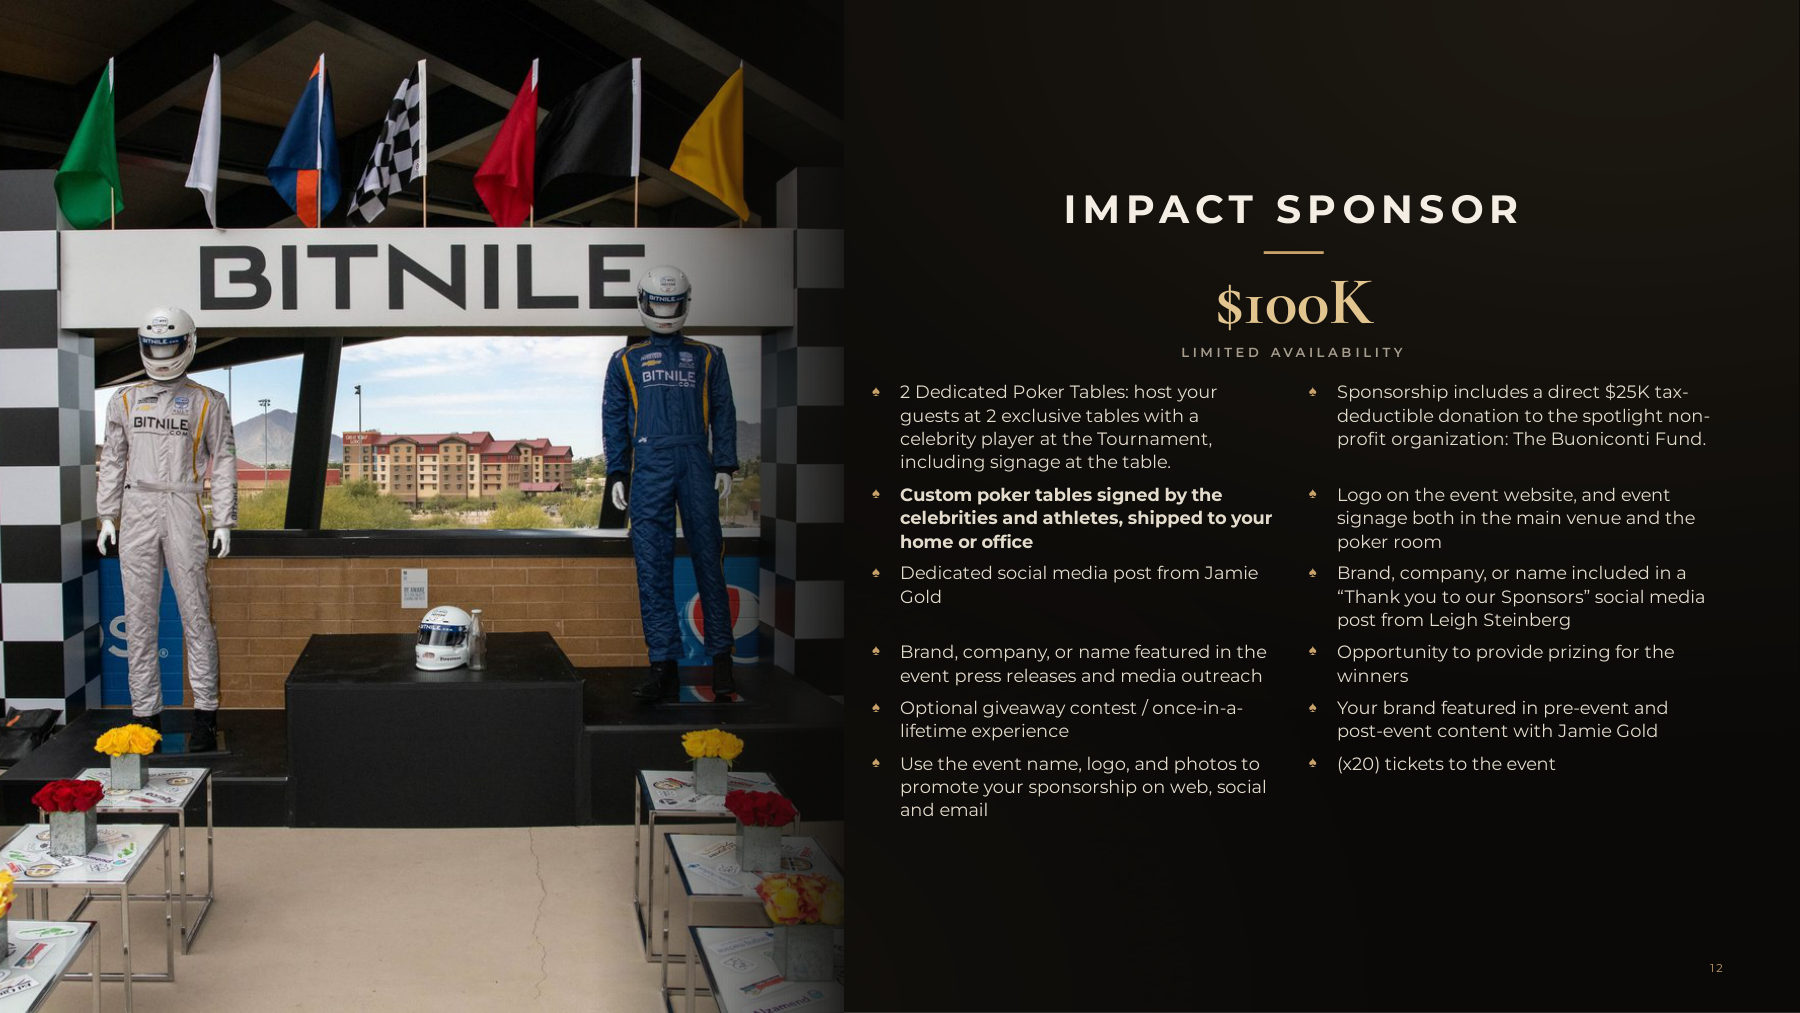 BITNILE
BITNILE
.COM
BITNILE
.COM
IMPACT SPONSOR
$100K
LIMITED AVAILABILITY
2 Dedicated Poker Tables: host your
guests at 2 exclusive tables with a
celebrity player at the Tournament,
including signage at the table.
Custom poker tables signed by the
celebrities and athletes, shipped to your
home or office
Dedicated social media post from Jamie
Gold
Brand, company, or name featured in the
event press releases and media outreach
Optional giveaway contest / once-in-a-
lifetime experience
Use the event name, logo, and photos to
promote your sponsorship on web, social
and email
Sponsorship includes a direct $25K tax-
deductible donation to the spotlight non-
profit organization: The Buoniconti Fund.
Logo on the event website, and event
signage both in the main venue and the
poker room
Brand, company, or name included in a
“Thank you to our Sponsors” social media
post from Leigh Steinberg
Opportunity to provide prizing for the
winners
Your brand featured in pre-event and
post-event content with Jamie Gold
(x20) tickets to the event
12